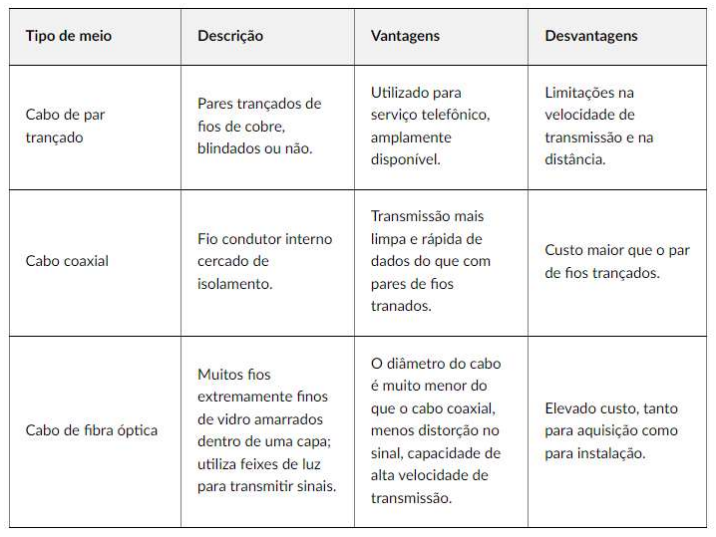 Tipo de meio
Descrição
Vantagens
Desvantagens
Cabo de par
trançado
Pares trançados de
fios de cobre,
blindados ou não.
Utilizado para
serviço telefônico,
amplamente
disponível.
Limitações na
velocidade de
transmissão e na
distância.
Cabo coaxial
Fio condutor interno
cercado de
isolamento.
Transmissão mais
limpa e rápida de
dados do que com
pares de fios
tranados.
Custo maior que o par
de fios trançados.
Cabo de fibra óptica
Muitos fios
extremamente finos
de vidro amarrados
dentro de uma capa;
utiliza feixes de luz
para transmitir sinais.
O diâmetro do cabo
é muito menor do
que o cabo coaxial,
menos distorção no
sinal, capacidade de
alta velocidade de
transmissão.
Elevado custo, tanto
para aquisição como
para instalação.